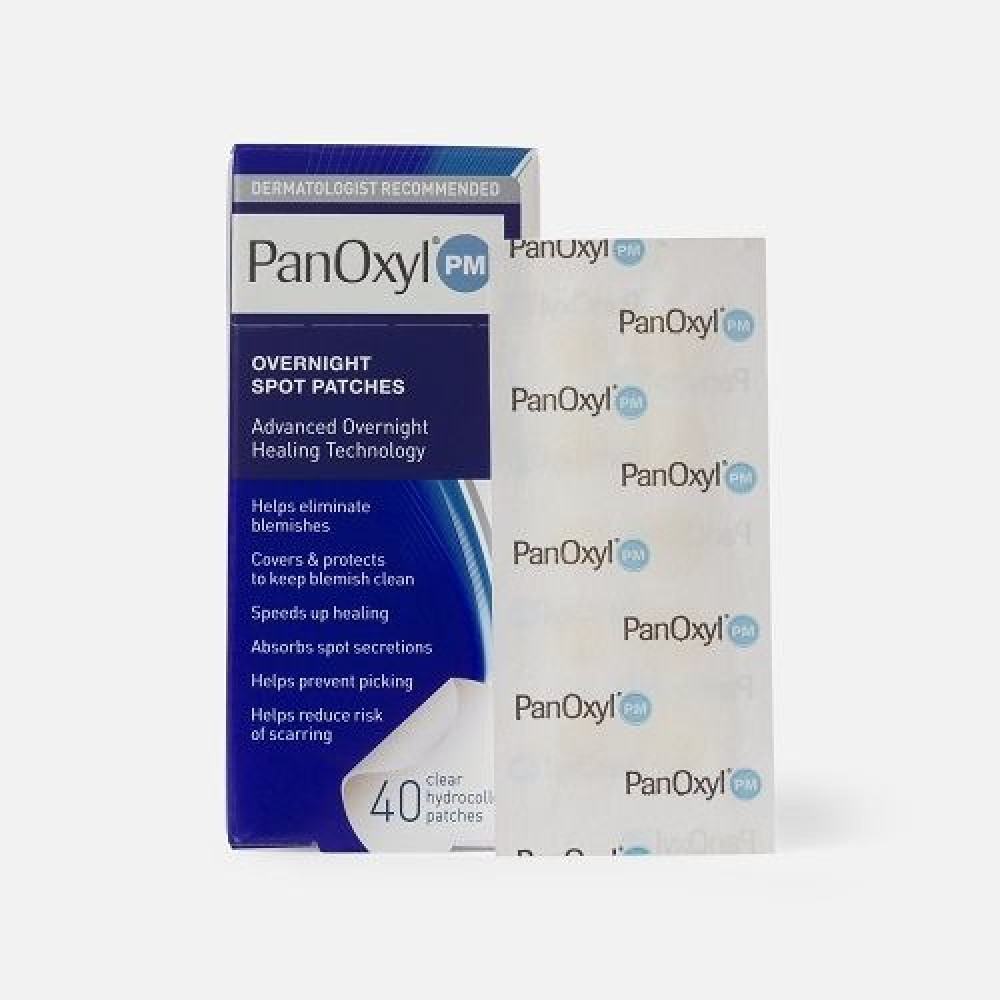 DERMATOLOGIST RECOMMENDED
PanOxyl® PM
OVERNIGHT
SPOT PATCHES
Advanced Overnight
Healing Technology
Helps eliminate
blemishes
Covers & protects
to keep blemish clean
Speeds up healing
Absorbs spot secretions
Helps prevent picking
Helps reduce risk
of scarring
40
clear
hydrocoll
patches
PanOxyl PM
PanOxyl® PM
PanOxyl® PM
PanOxyl® PM
PanOxyl® PM
PanOxyl® PM
PanOxyl® PM
PanOxyl® PM